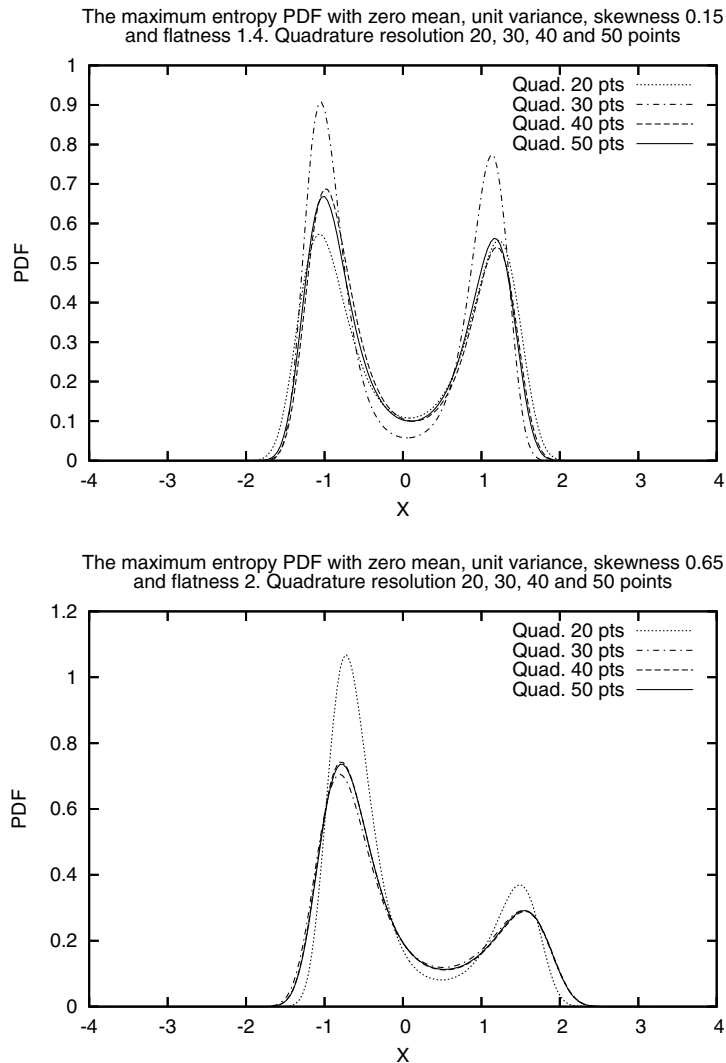 The maximum entropy PDF with zero mean, unit variance, skewness 0.15
and flatness 1.4. Quadrature resolution 20, 30, 40 and 50 points
1
0.9
0.8
0.7
0.6
0.5
0.4
0.3
0.2
0.1
0
PDF
Quad. 20 pts
Quad. 30 pts
Quad. 40 pts
Quad. 50 pts
-4 -3 -2 -1 0 1 2 3 4
X
The maximum entropy PDF with zero mean, unit variance, skewness 0.65
and flatness 2. Quadrature resolution 20, 30, 40 and 50 points
1.2
1
0.8
0.6
0.4
0.2
0
PDF
Quad. 20 pts
Quad. 30 pts
Quad. 40 pts
Quad. 50 pts
-4 -3 -2 -1 0 1 2 3 4
X